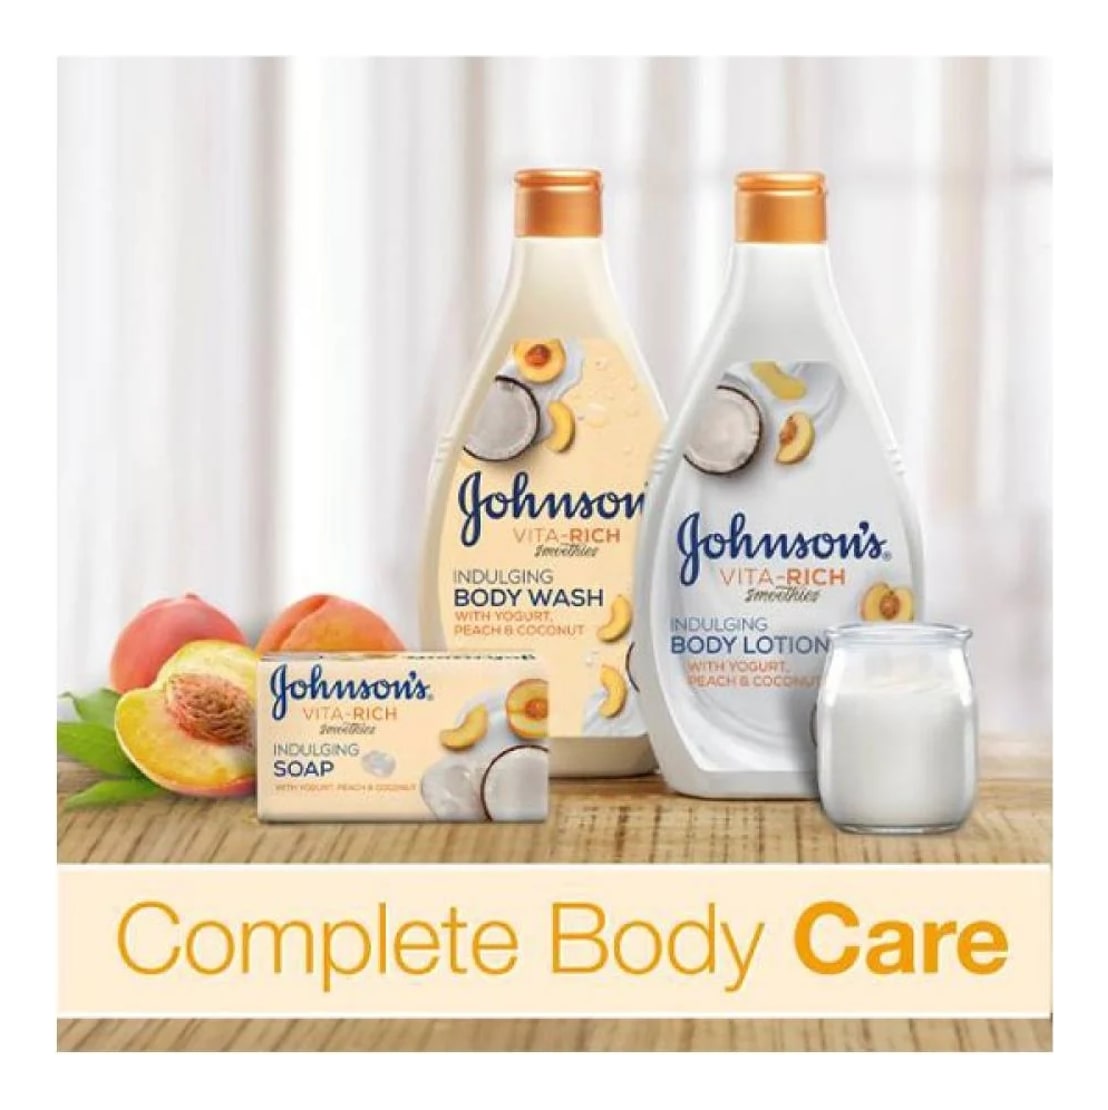 Johnson
VITA-RICH
Smoothies
INDULGING
BODY WASH
WITH YOGURT,
PEACH & COCONUT
Johnson's®
VITA-RICH
Smoothies
INDULGING
BODY LOTION
WITH YOGURT,
PEACH & COCONUT
Johnson's®
VITA-RICH
Smoothies
INDULGING
SOAP
WITH YOGURT, PEACH & COCONUT
Complete Body Care